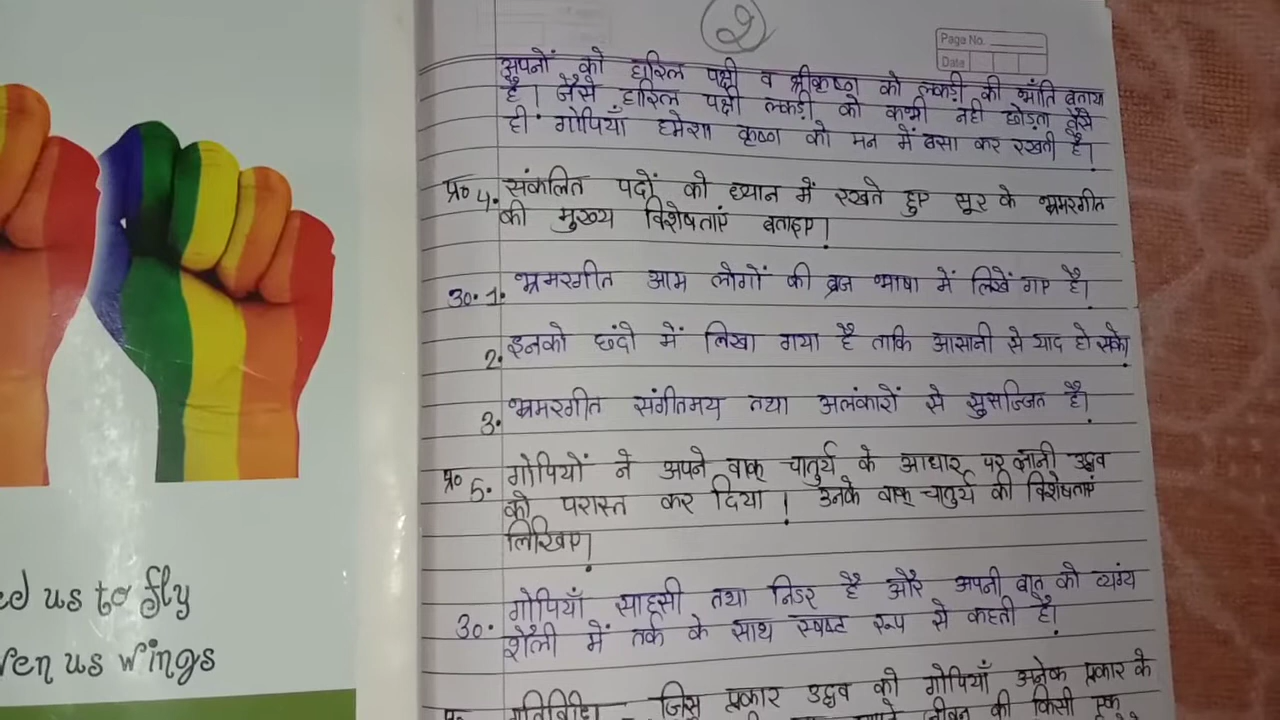 2
Page No.
Date
अपनों को हारिल पक्षी व श्रीकृष्ण को लकड़ी की भाँति बताया
है। जैसे हारिल पक्षी लकड़ी को कभी नही छोड़ता वैसे
ही गोपियाँ हमेशा कृष्ण को मन में बसा कर रखती है।
प्र० 4. संकलित पदों को ध्यान में रखते हुए सूर के भ्रमरगीत
की मुख्य विशेषताएं बताइए।
उ०. 1. भ्रमरगीत आम लोगों की ब्रज भाषा में लिखें गए है।
2. इनको छंदो में लिखा गया है ताकि आसानी से याद हो सके।
3. भ्रमरगीत संगीतमय तथा अलंकारों से सुसज्जित है।
प्र० 5. गोपियों ने अपने वाक् चातुर्य के आधार पर ज्ञानी उद्धव
को परास्त कर दिया। उनके वाक् चातुर्य की विशेषताएं
लिखिए।
उ०. गोपियाँ साहसी तथा निडर है और अपनी बात को व्यंग्य
शैली में तर्क के साथ स्पष्ट रूप से कहती है।
जिस प्रकार उद्धव को गोपियाँ अनेक प्रकार के
जीवन की किसी एक
ed us to fly
ven us wings